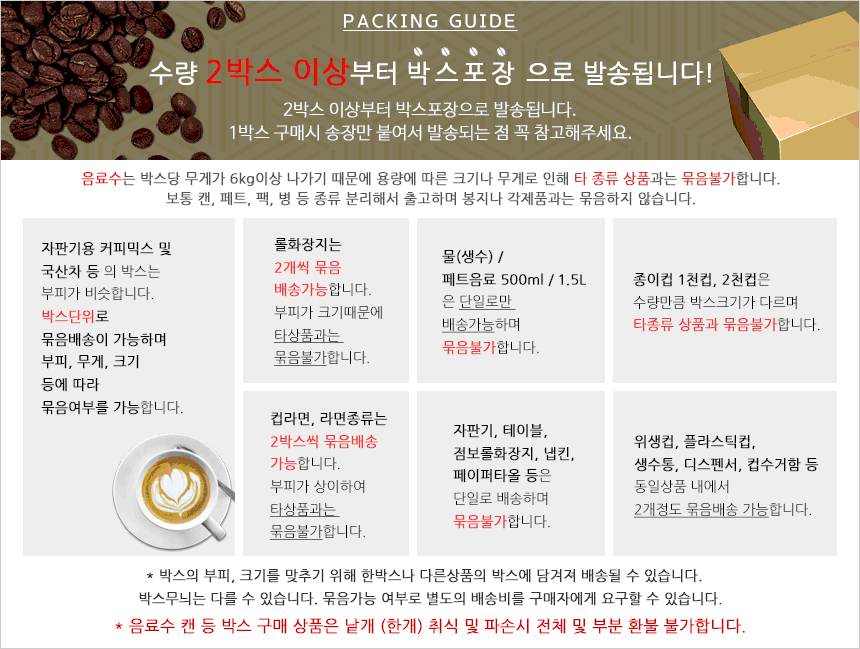 PACKING GUIDE
수량 2박스 이상부터 박스포장 으로 발송됩니다!
2박스 이상부터 박스포장으로 발송됩니다.
1박스 구매시 송장만 붙여서 발송되는 점 꼭 참고해주세요.
음료수는 박스당 무게가 6kg이상 나가기 때문에 용량에 따른 크기나 무게로 인해 타 종류 상품과는 묶음불가합니다.
보통 캔, 페트, 팩, 병 등 종류 분리해서 출고하며 봉지나 각제품과는 묶음하지 않습니다.
자판기용 커피믹스 및
국산차 등 의 박스는
부피가 비슷합니다.
박스단위로
묶음배송이 가능하며
부피, 무게, 크기
등에 따라
묶음여부를 가능합니다.
롤화장지는
2개씩 묶음
배송가능합니다.
부피가 크기때문에
타상품과는
묶음불가합니다.
물(생수) /
페트음료 500ml / 1.5L
은 단일로만
배송가능하며
묶음불가합니다.
종이컵 1천컵, 2천컵은
수량만큼 박스크기가 다르며
타종류 상품과 묶음불가합니다.
컵라면, 라면종류는
2박스씩 묶음배송
가능합니다.
부피가 상이하여
타상품과는
묶음불가합니다.
자판기, 테이블,
점보롤화장지, 냅킨,
페이퍼타올 등은
단일로 배송하며
묶음불가합니다.
위생컵, 플라스틱컵,
생수통, 디스펜서, 컵수거함 등
동일상품 내에서
2개정도 묶음배송 가능합니다.
* 박스의 부피, 크기를 맞추기 위해 한박스나 다른상품의 박스에 담겨져 배송될 수 있습니다.
박스무늬는 다를 수 있습니다. 묶음가능 여부로 별도의 배송비를 구매자에게 요구할 수 있습니다.
* 음료수 캔 등 박스 구매 상품은 낱개 (한개) 취식 및 파손시 전체 및 부분 환불 불가합니다.